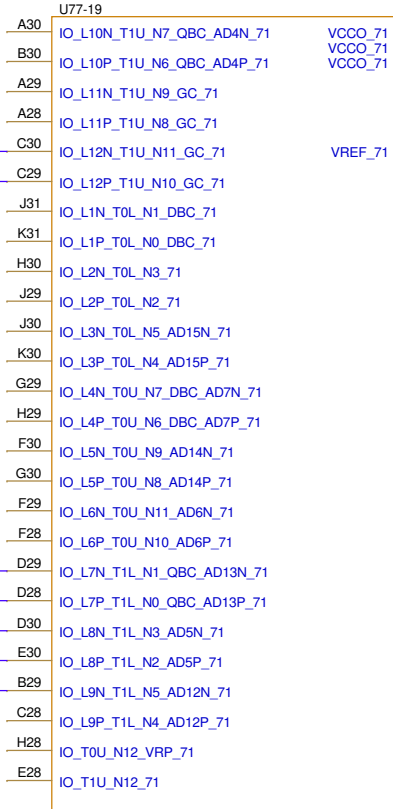 U77-19
A30 IO_L10N_T1U_N7_QBC_AD4N_71 VCCO_71
VCCO_71
B30 IO_L10P_T1U_N6_QBC_AD4P_71 VCCO_71
A29 IO_L11N_T1U_N9_GC_71
A28 IO_L11P_T1U_N8_GC_71
C30 IO_L12N_T1U_N11_GC_71 VREF_71
C29 IO_L12P_T1U_N10_GC_71
J31 IO_L1N_T0L_N1_DBC_71
K31 IO_L1P_T0L_N0_DBC_71
H30 IO_L2N_T0L_N3_71
J29 IO_L2P_T0L_N2_71
J30 IO_L3N_T0L_N5_AD15N_71
K30 IO_L3P_T0L_N4_AD15P_71
G29 IO_L4N_T0U_N7_DBC_AD7N_71
H29 IO_L4P_T0U_N6_DBC_AD7P_71
F30 IO_L5N_T0U_N9_AD14N_71
G30 IO_L5P_T0U_N8_AD14P_71
F29 IO_L6N_T0U_N11_AD6N_71
F28 IO_L6P_T0U_N10_AD6P_71
D29 IO_L7N_T1L_N1_QBC_AD13N_71
D28 IO_L7P_T1L_N0_QBC_AD13P_71
D30 IO_L8N_T1L_N3_AD5N_71
E30 IO_L8P_T1L_N2_AD5P_71
B29 IO_L9N_T1L_N5_AD12N_71
C28 IO_L9P_T1L_N4_AD12P_71
H28 IO_T0U_N12_VRP_71
E28 IO_T1U_N12_71